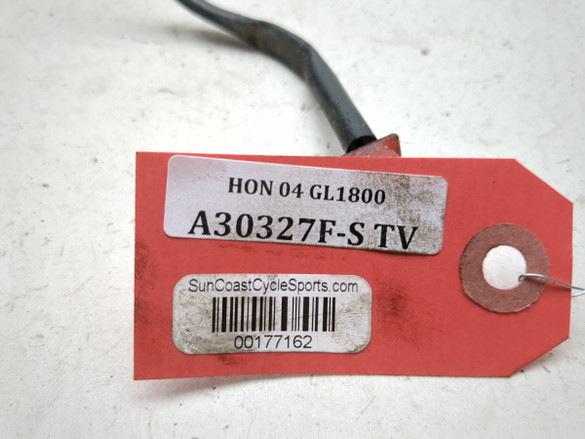 HON 04 GL1800
A30327F-S TV
SunCoastCycleSports.com
00177162